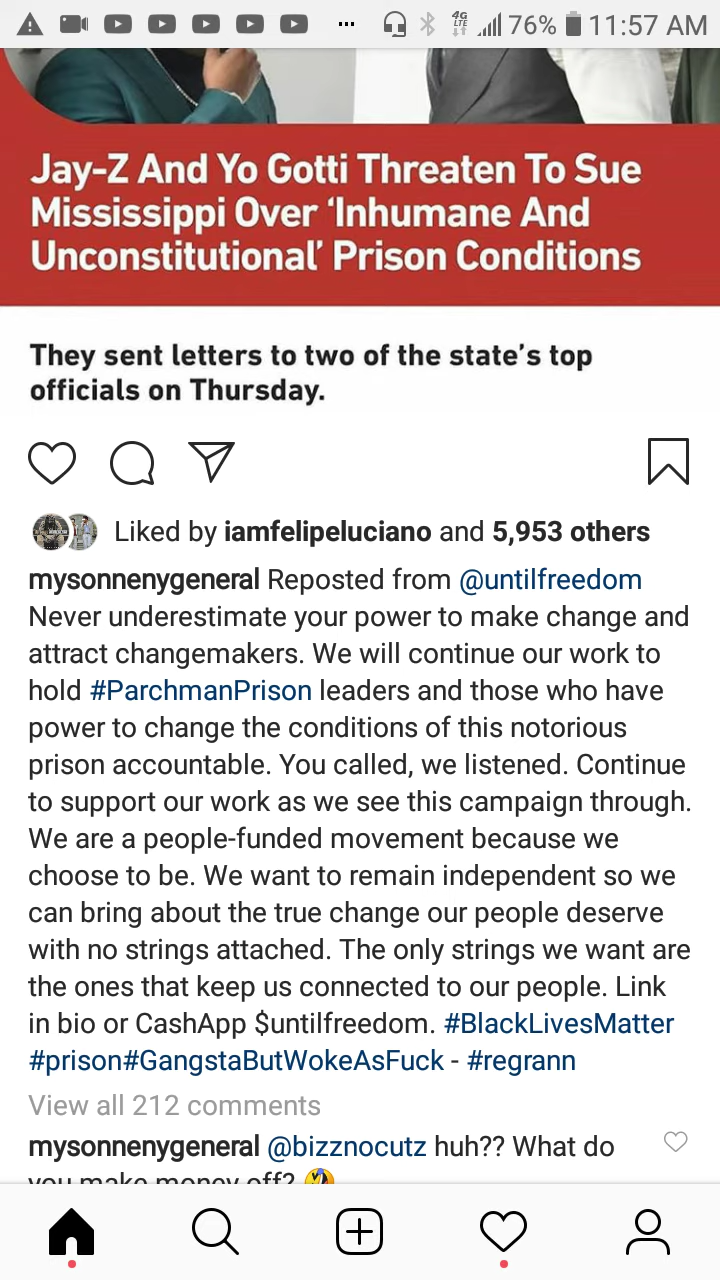 4G
LTE
76%
11:57 AM
Jay-Z And Yo Gotti Threaten To Sue
Mississippi Over ‘Inhumane And
Unconstitutional’ Prison Conditions
They sent letters to two of the state’s top
officials on Thursday.
Liked by iamfelipeluciano and 5,953 others
mysonnenygeneral Reposted from @untilfreedom
Never underestimate your power to make change and
attract changemakers. We will continue our work to
hold #ParchmanPrison leaders and those who have
power to change the conditions of this notorious
prison accountable. You called, we listened. Continue
to support our work as we see this campaign through.
We are a people-funded movement because we
choose to be. We want to remain independent so we
can bring about the true change our people deserve
with no strings attached. The only strings we want are
the ones that keep us connected to our people. Link
in bio or CashApp $untilfreedom. #BlackLivesMatter
#prison#GangstaButWokeAsFuck - #regrann
View all 212 comments
mysonnenygeneral @bizznocutz huh?? What do
you make money off? 🤣